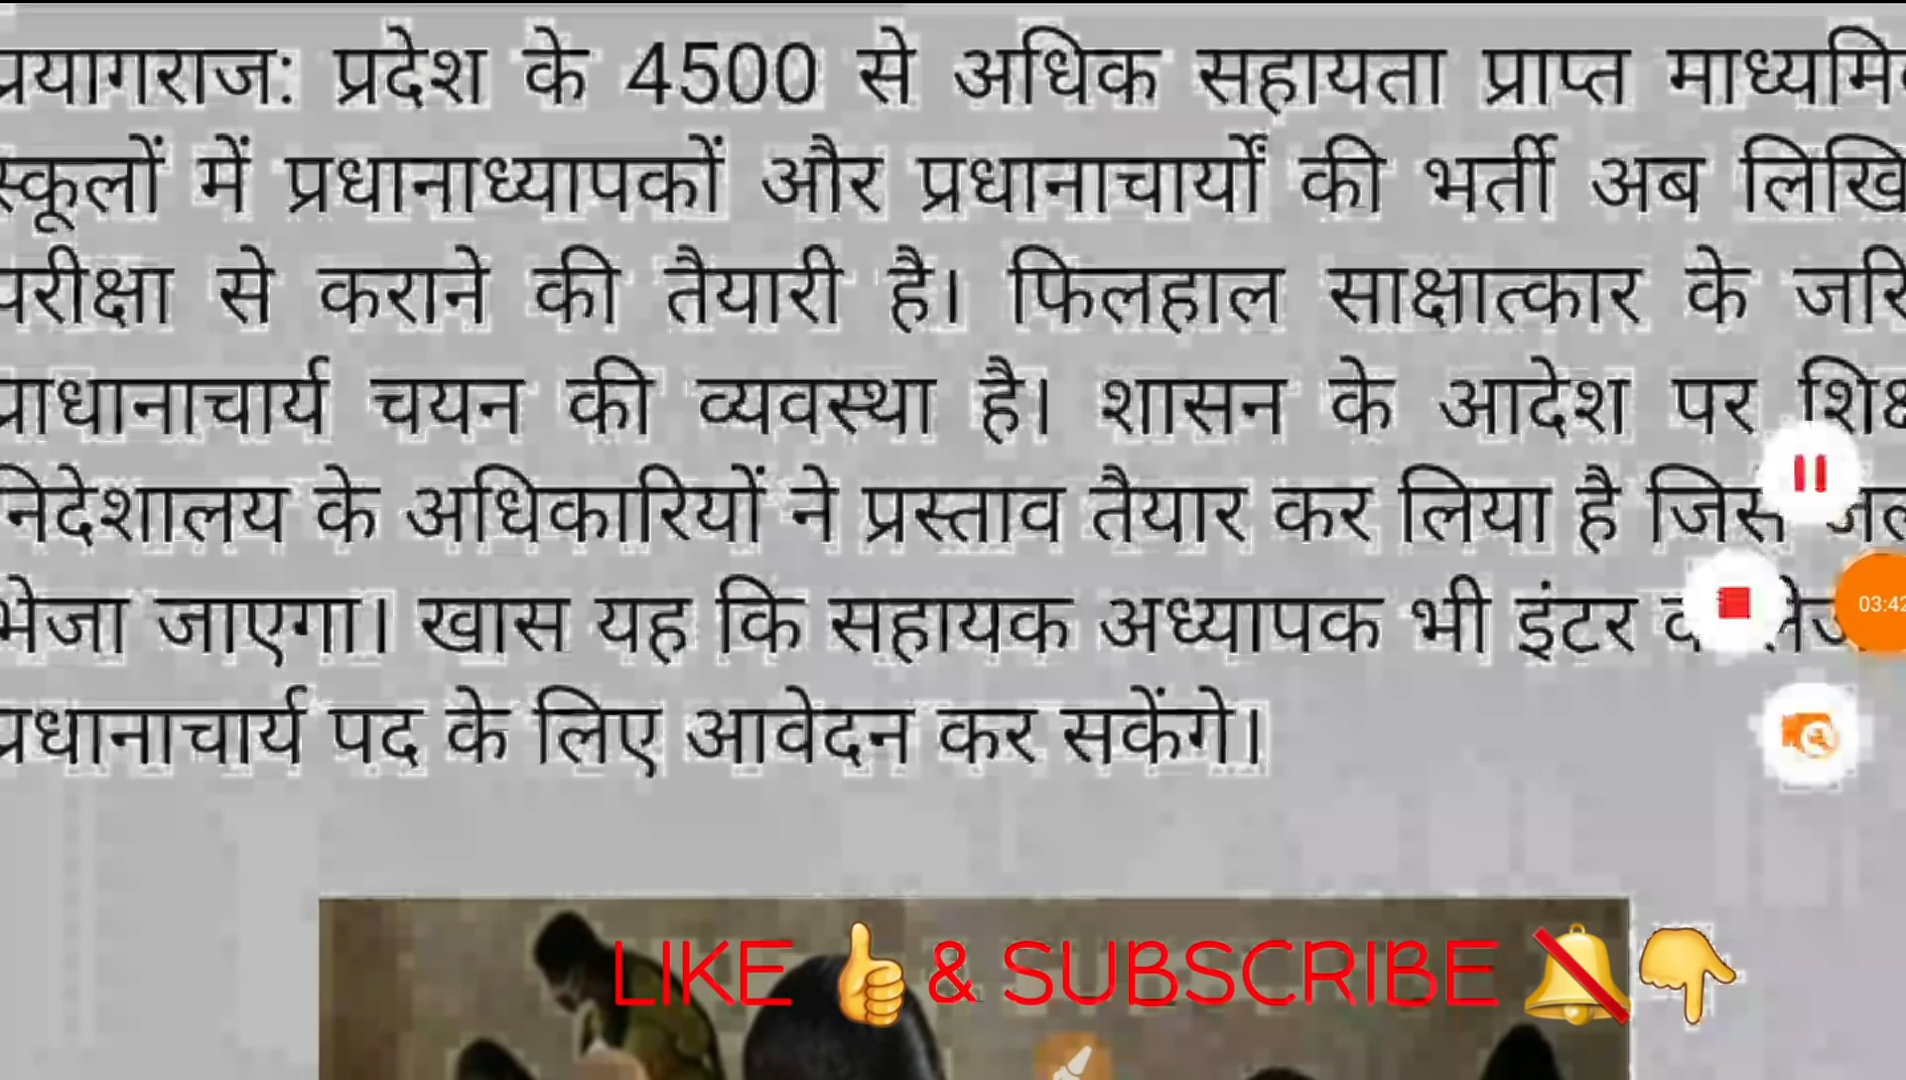 प्रयागराज: प्रदेश के 4500 से अधिक सहायता प्राप्त
स्कूलों में प्रधानाध्यापकों और प्रधानाचार्यों की भर्ती अब
परीक्षा से कराने की तैयारी है। फिलहाल साक्षात्कार के
प्राधानाचार्य चयन की व्यवस्था है। शासन के आदेश पर
निदेशालय के अधिकारियों ने प्रस्ताव तैयार कर लिया है
भेजा जाएगा। खास यह कि सहायक अध्यापक भी इंटर
प्रधानाचार्य पद के लिए आवेदन कर सकेंगे।
03:42
LIKE 👍 & SUBSCRIBE